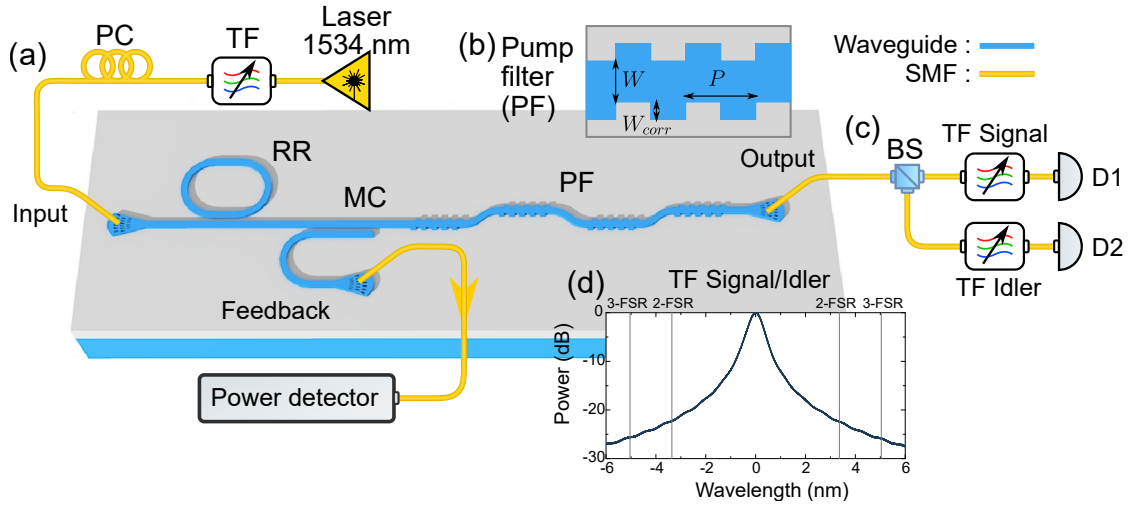 (a)
PC
TF
Laser
1534 nm
(b)
Pump
filter
(PF)
W
P
W_corr
Waveguide :
SMF :
(c)
BS
TF Signal
D1
D2
TF Idler
RR
MC
PF
Output
Input
Feedback
Power detector
(d)
TF Signal/Idler
3-FSR 2-FSR 2-FSR 3-FSR
Power (dB)
0
-10
-20
-30
-6 -4 -2 0 2 4 6
Wavelength (nm)